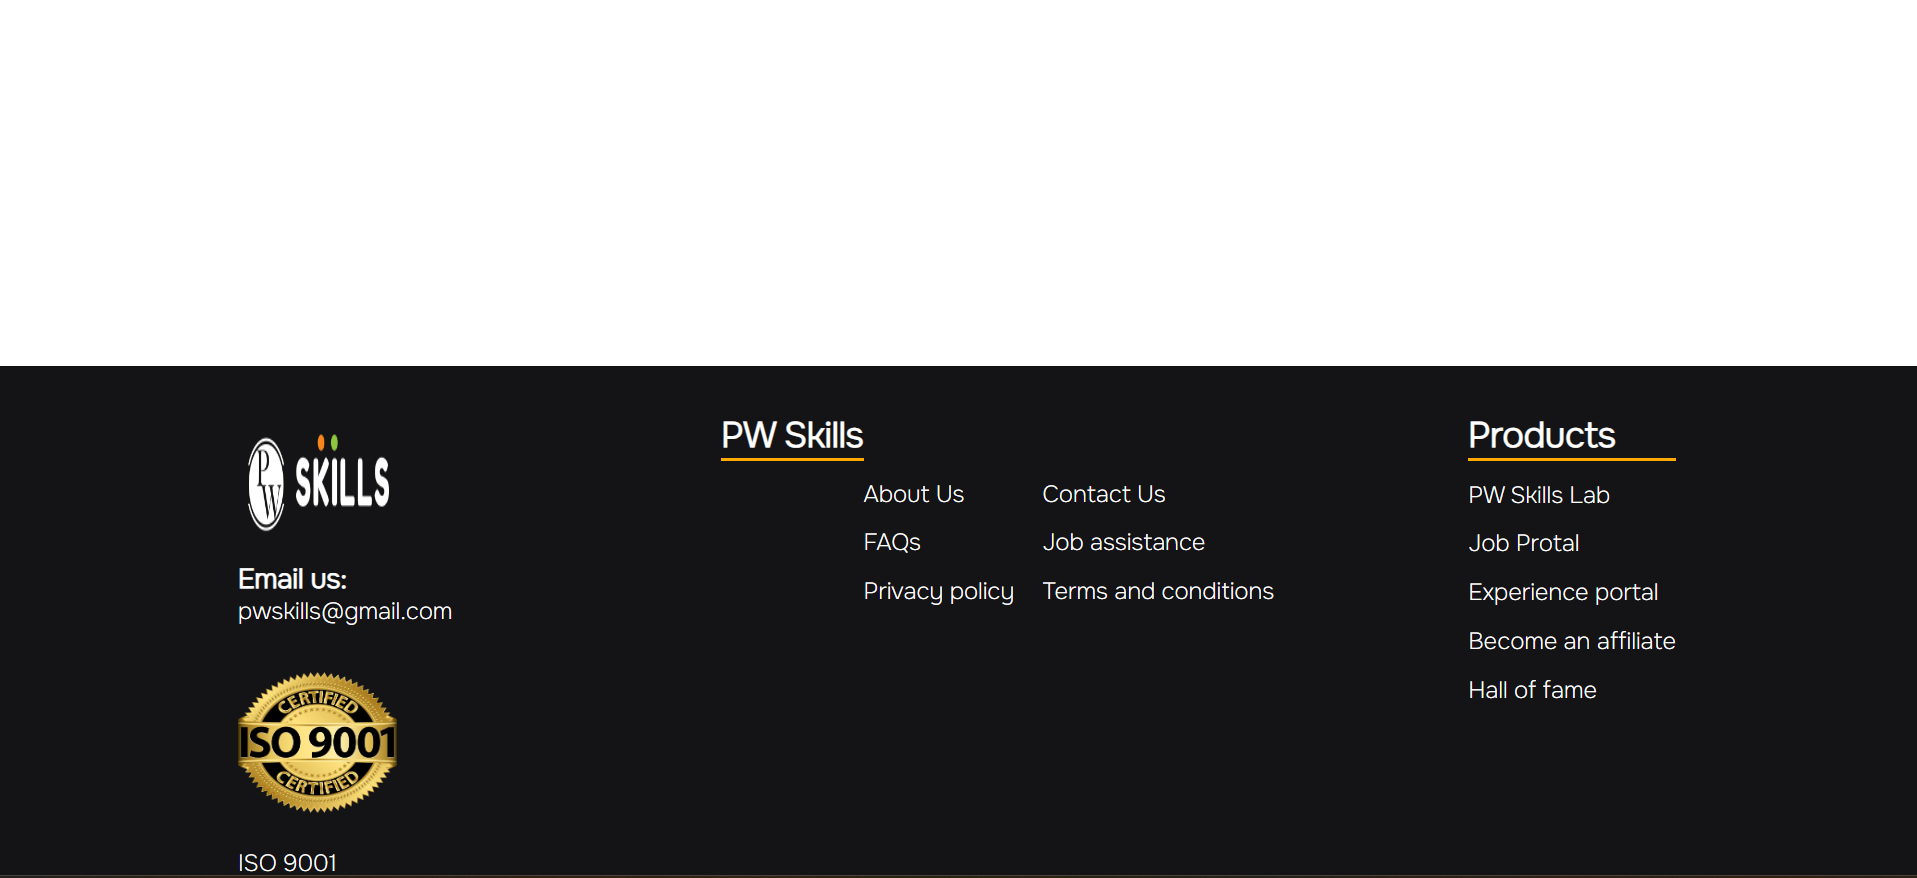 PW SKILLS
Email us:
pwskills@gmail.com
CERTIFIED
ISO 9001
CERTIFIED
ISO 9001
PW Skills
About Us
Contact Us
FAQs
Job assistance
Privacy policy
Terms and conditions
Products
PW Skills Lab
Job Protal
Experience portal
Become an affiliate
Hall of fame